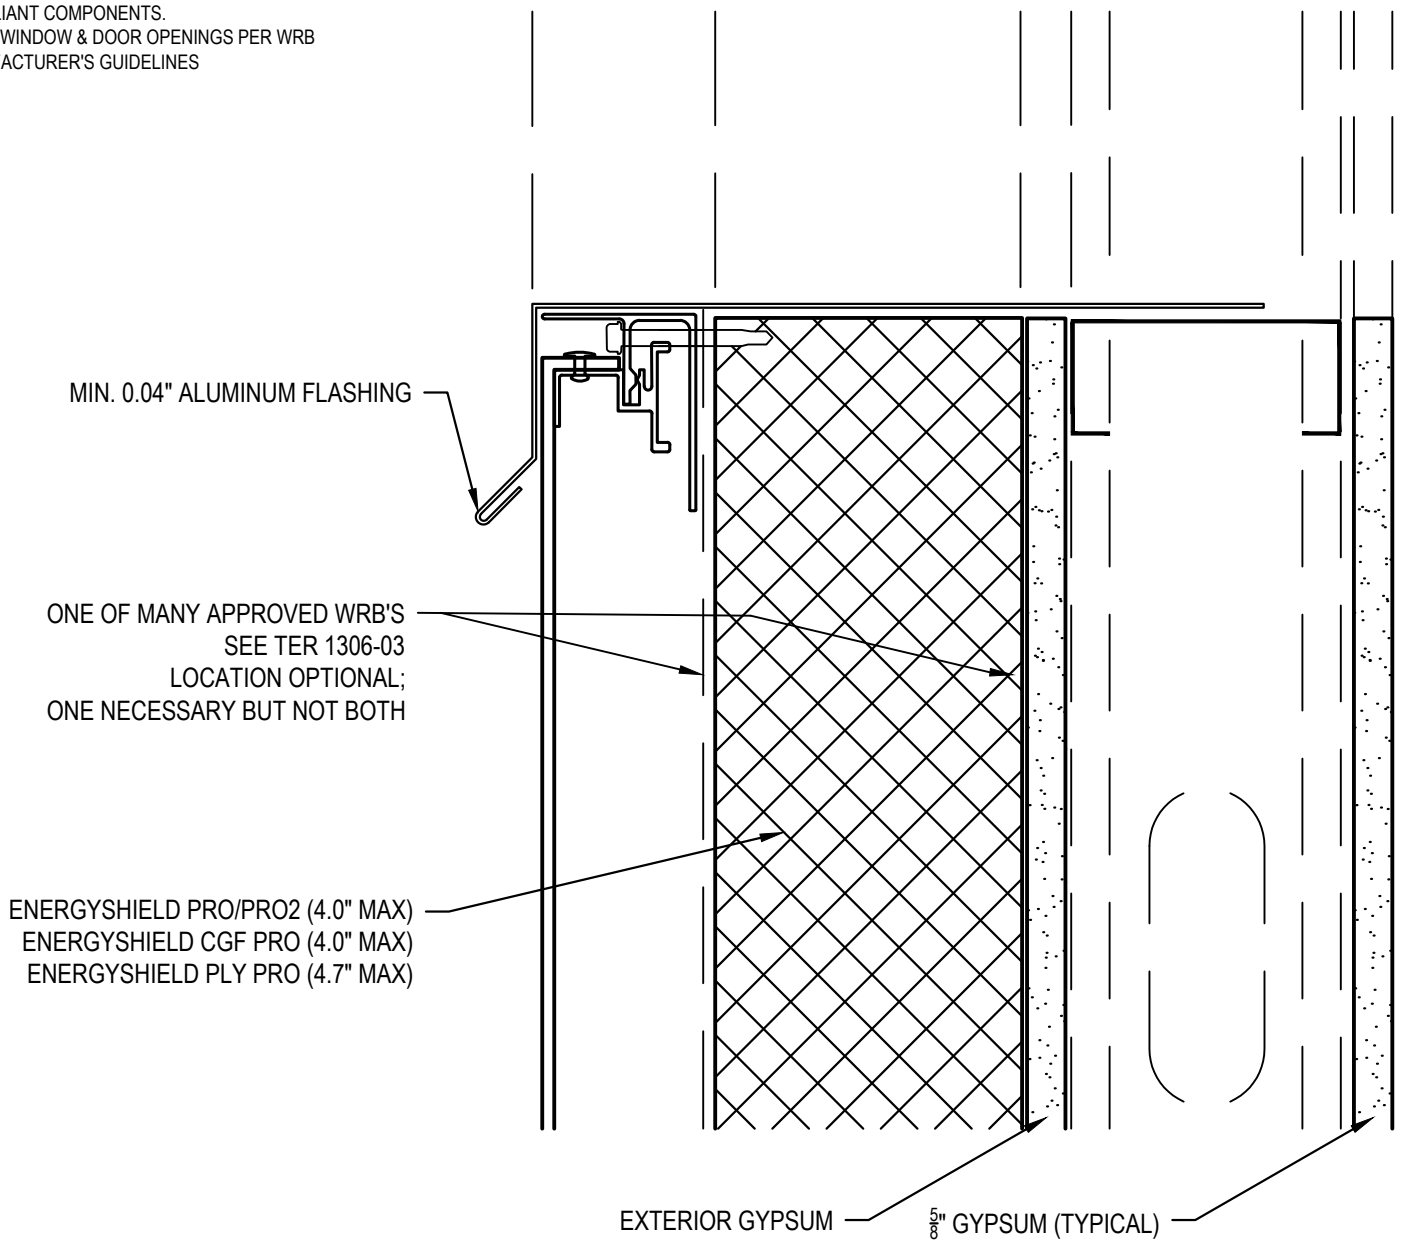 COMPONENTS.
WINDOW & DOOR OPENINGS PER WRB
GUIDELINES
MIN. 0.04" ALUMINUM FLASHING
ONE OF MANY APPROVED WRB'S
SEE TER 1306-03
LOCATION OPTIONAL;
ONE NECESSARY BUT NOT BOTH
ENERGYSHIELD PRO/PRO2 (4.0" MAX)
ENERGYSHIELD CGF PRO (4.0" MAX)
ENERGYSHIELD PLY PRO (4.7" MAX)
EXTERIOR GYPSUM
5/8" GYPSUM (TYPICAL)